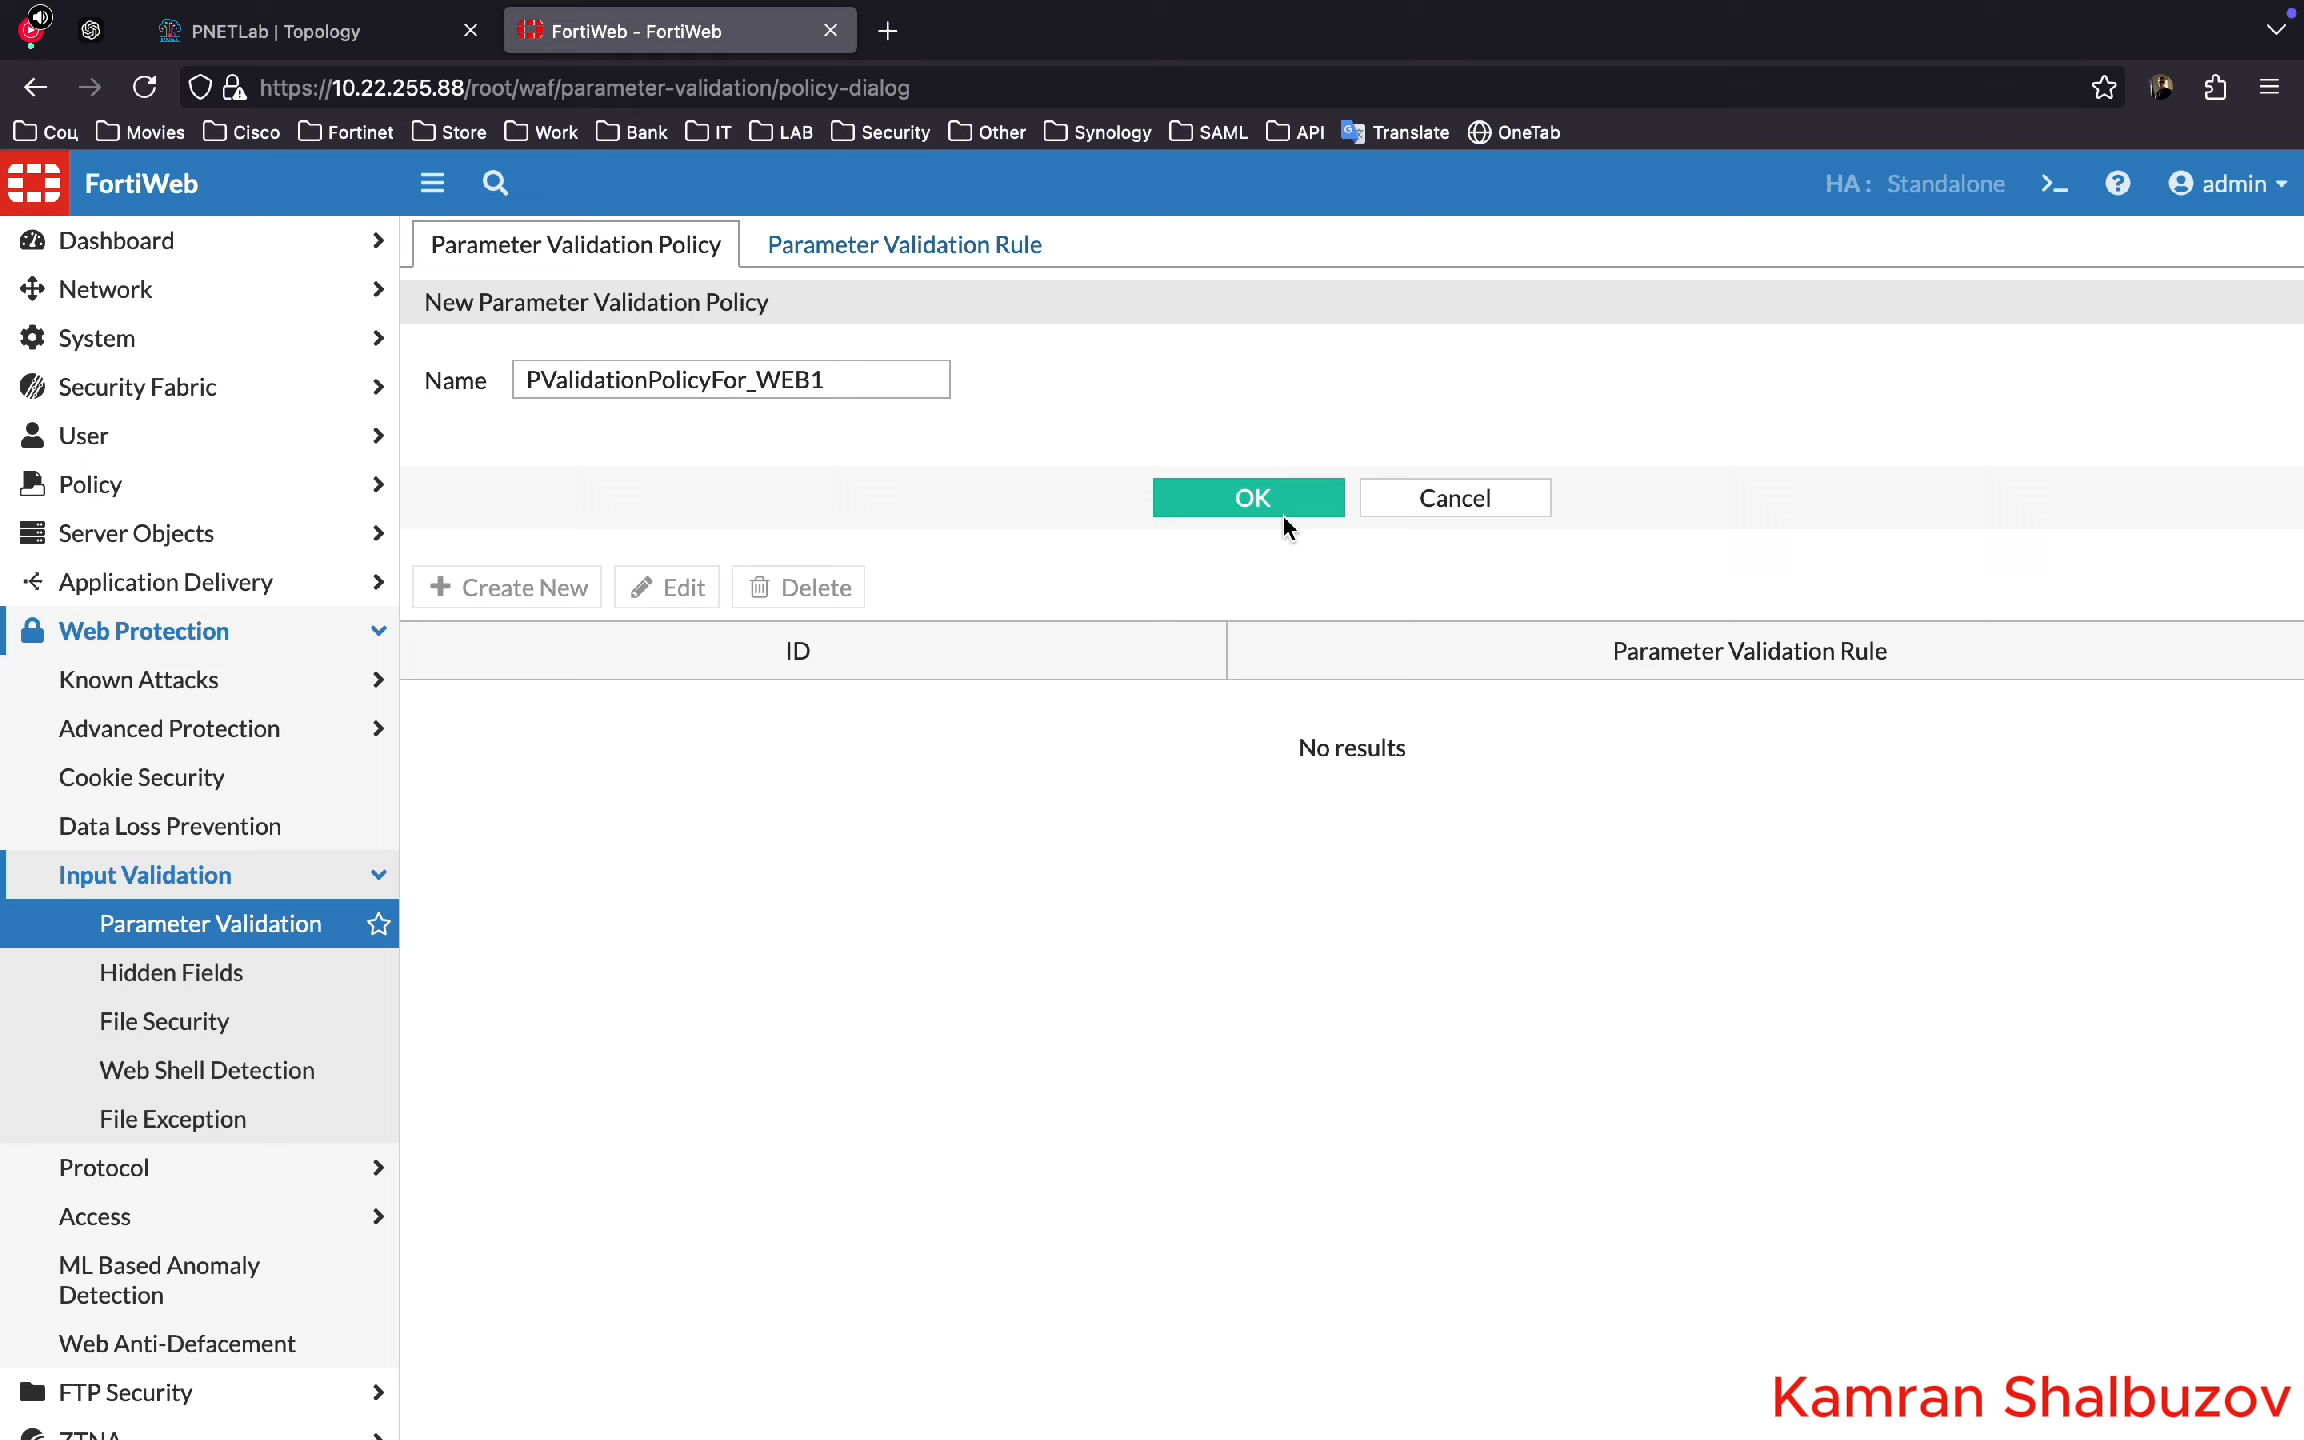 PNETLab | Topology
FortiWeb - FortiWeb
https://10.22.255.88/root/waf/parameter-validation/policy-dialog
Соц Movies Cisco Fortinet Store Work Bank IT LAB Security Other Synology SAML API Translate OneTab
FortiWeb
HA: Standalone
admin
Dashboard
Network
System
Security Fabric
User
Policy
Server Objects
Application Delivery
Web Protection
Known Attacks
Advanced Protection
Cookie Security
Data Loss Prevention
Input Validation
Parameter Validation
Hidden Fields
File Security
Web Shell Detection
File Exception
Protocol
Access
ML Based Anomaly
Detection
Web Anti-Defacement
FTP Security
ZTNA
Parameter Validation Policy
Parameter Validation Rule
New Parameter Validation Policy
Name PValidationPolicyFor_WEB1
OK Cancel
Create New Edit Delete
ID Parameter Validation Rule
No results
Kamran Shalbuzov